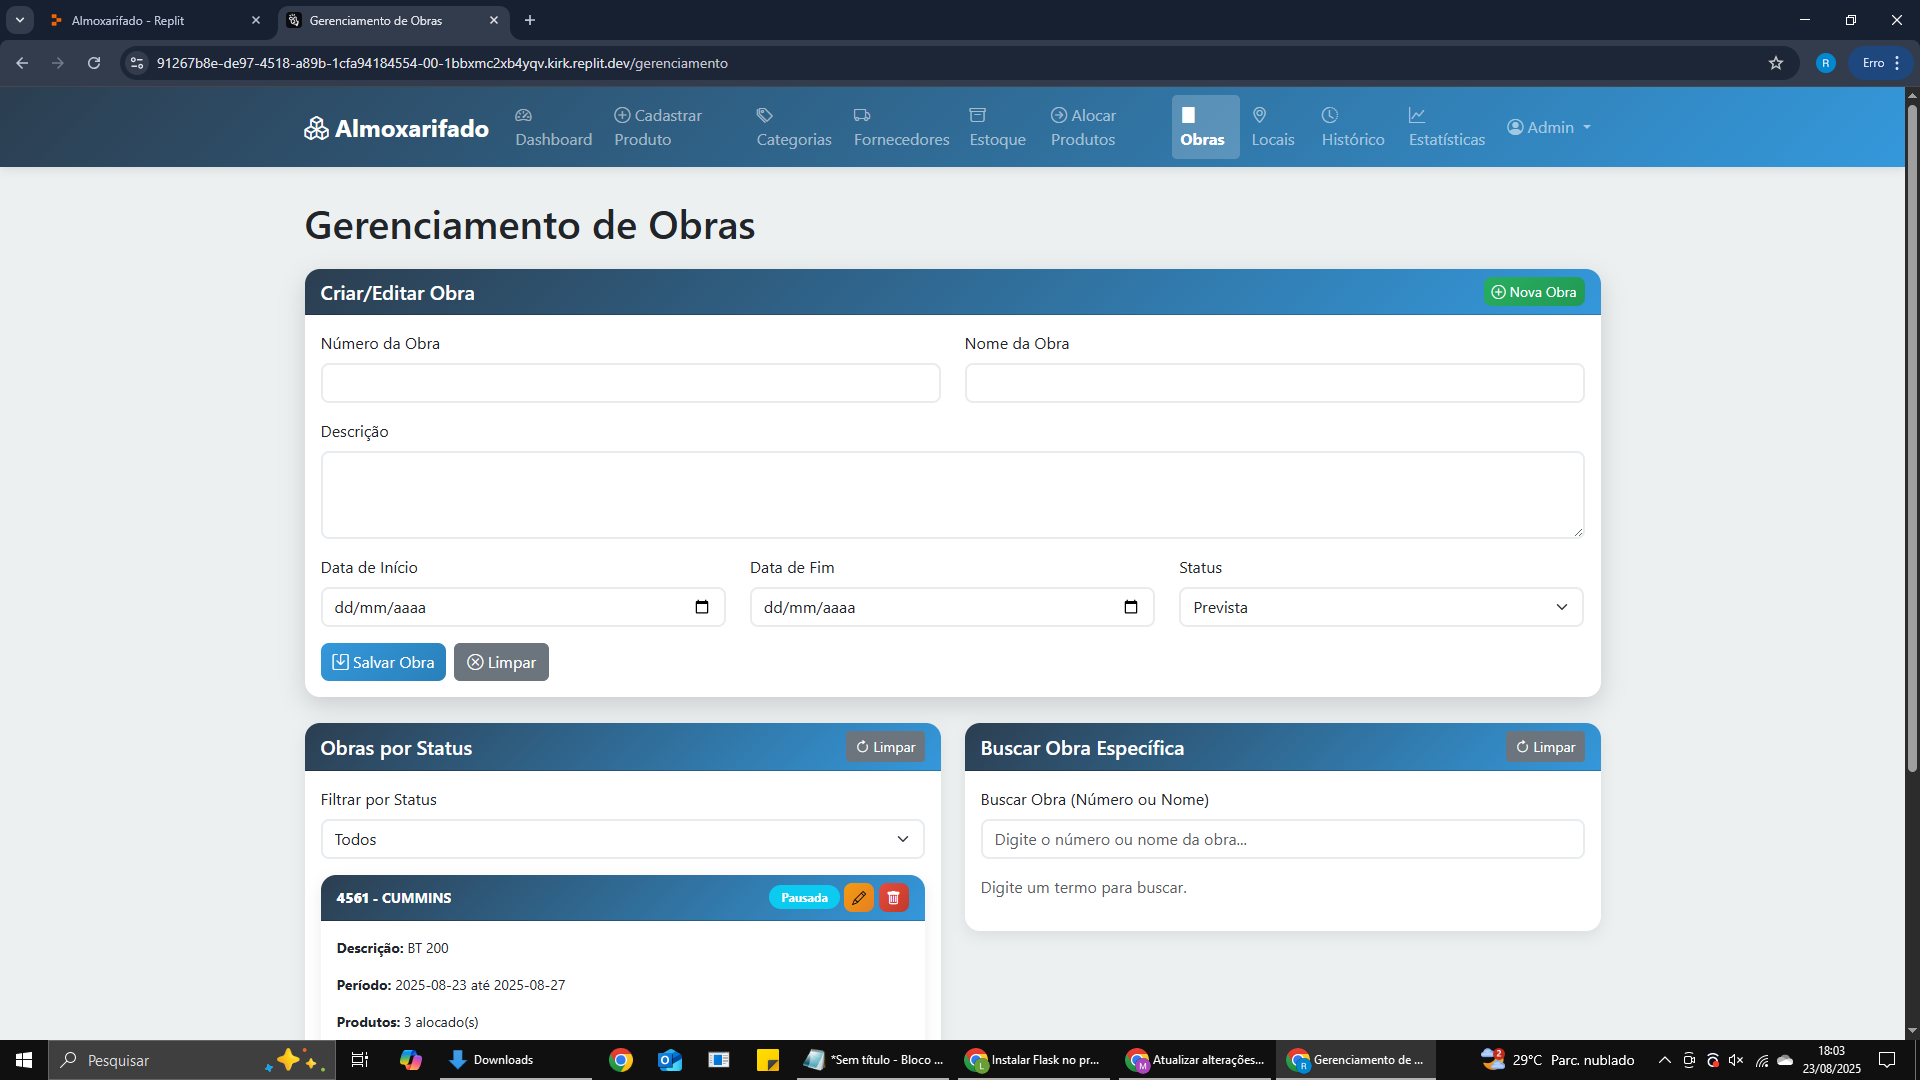 Almoxarifado - Replit
Gerenciamento de Obras
91267b8e-de97-4518-a89b-1cfa94184554-00-1bbxmc2xb4yqv.kirk.replit.dev/gerenciamento
R
Erro
Almoxarifado
Dashboard
Cadastrar Produto
Categorias
Fornecedores
Estoque
Alocar Produtos
Obras
Locais
Histórico
Estatísticas
Admin
Gerenciamento de Obras
Criar/Editar Obra
Nova Obra
Número da Obra
Nome da Obra
Descrição
Data de Início
Data de Fim
Status
dd/mm/aaaa
dd/mm/aaaa
Prevista
Salvar Obra
Limpar
Obras por Status
Limpar
Buscar Obra Específica
Limpar
Filtrar por Status
Todos
Buscar Obra (Número ou Nome)
Digite o número ou nome da obra...
Digite um termo para buscar.
4561 - CUMMINS
Pausada
Descrição: BT 200
Período: 2025-08-23 até 2025-08-27
Produtos: 3 alocado(s)
Pesquisar
Downloads
*Sem título - Bloco ...
L
Instalar Flask no pr...
M
Atualizar alterações...
R
Gerenciamento de ...
2
29°C Parc. nublado
18:03
23/08/2025